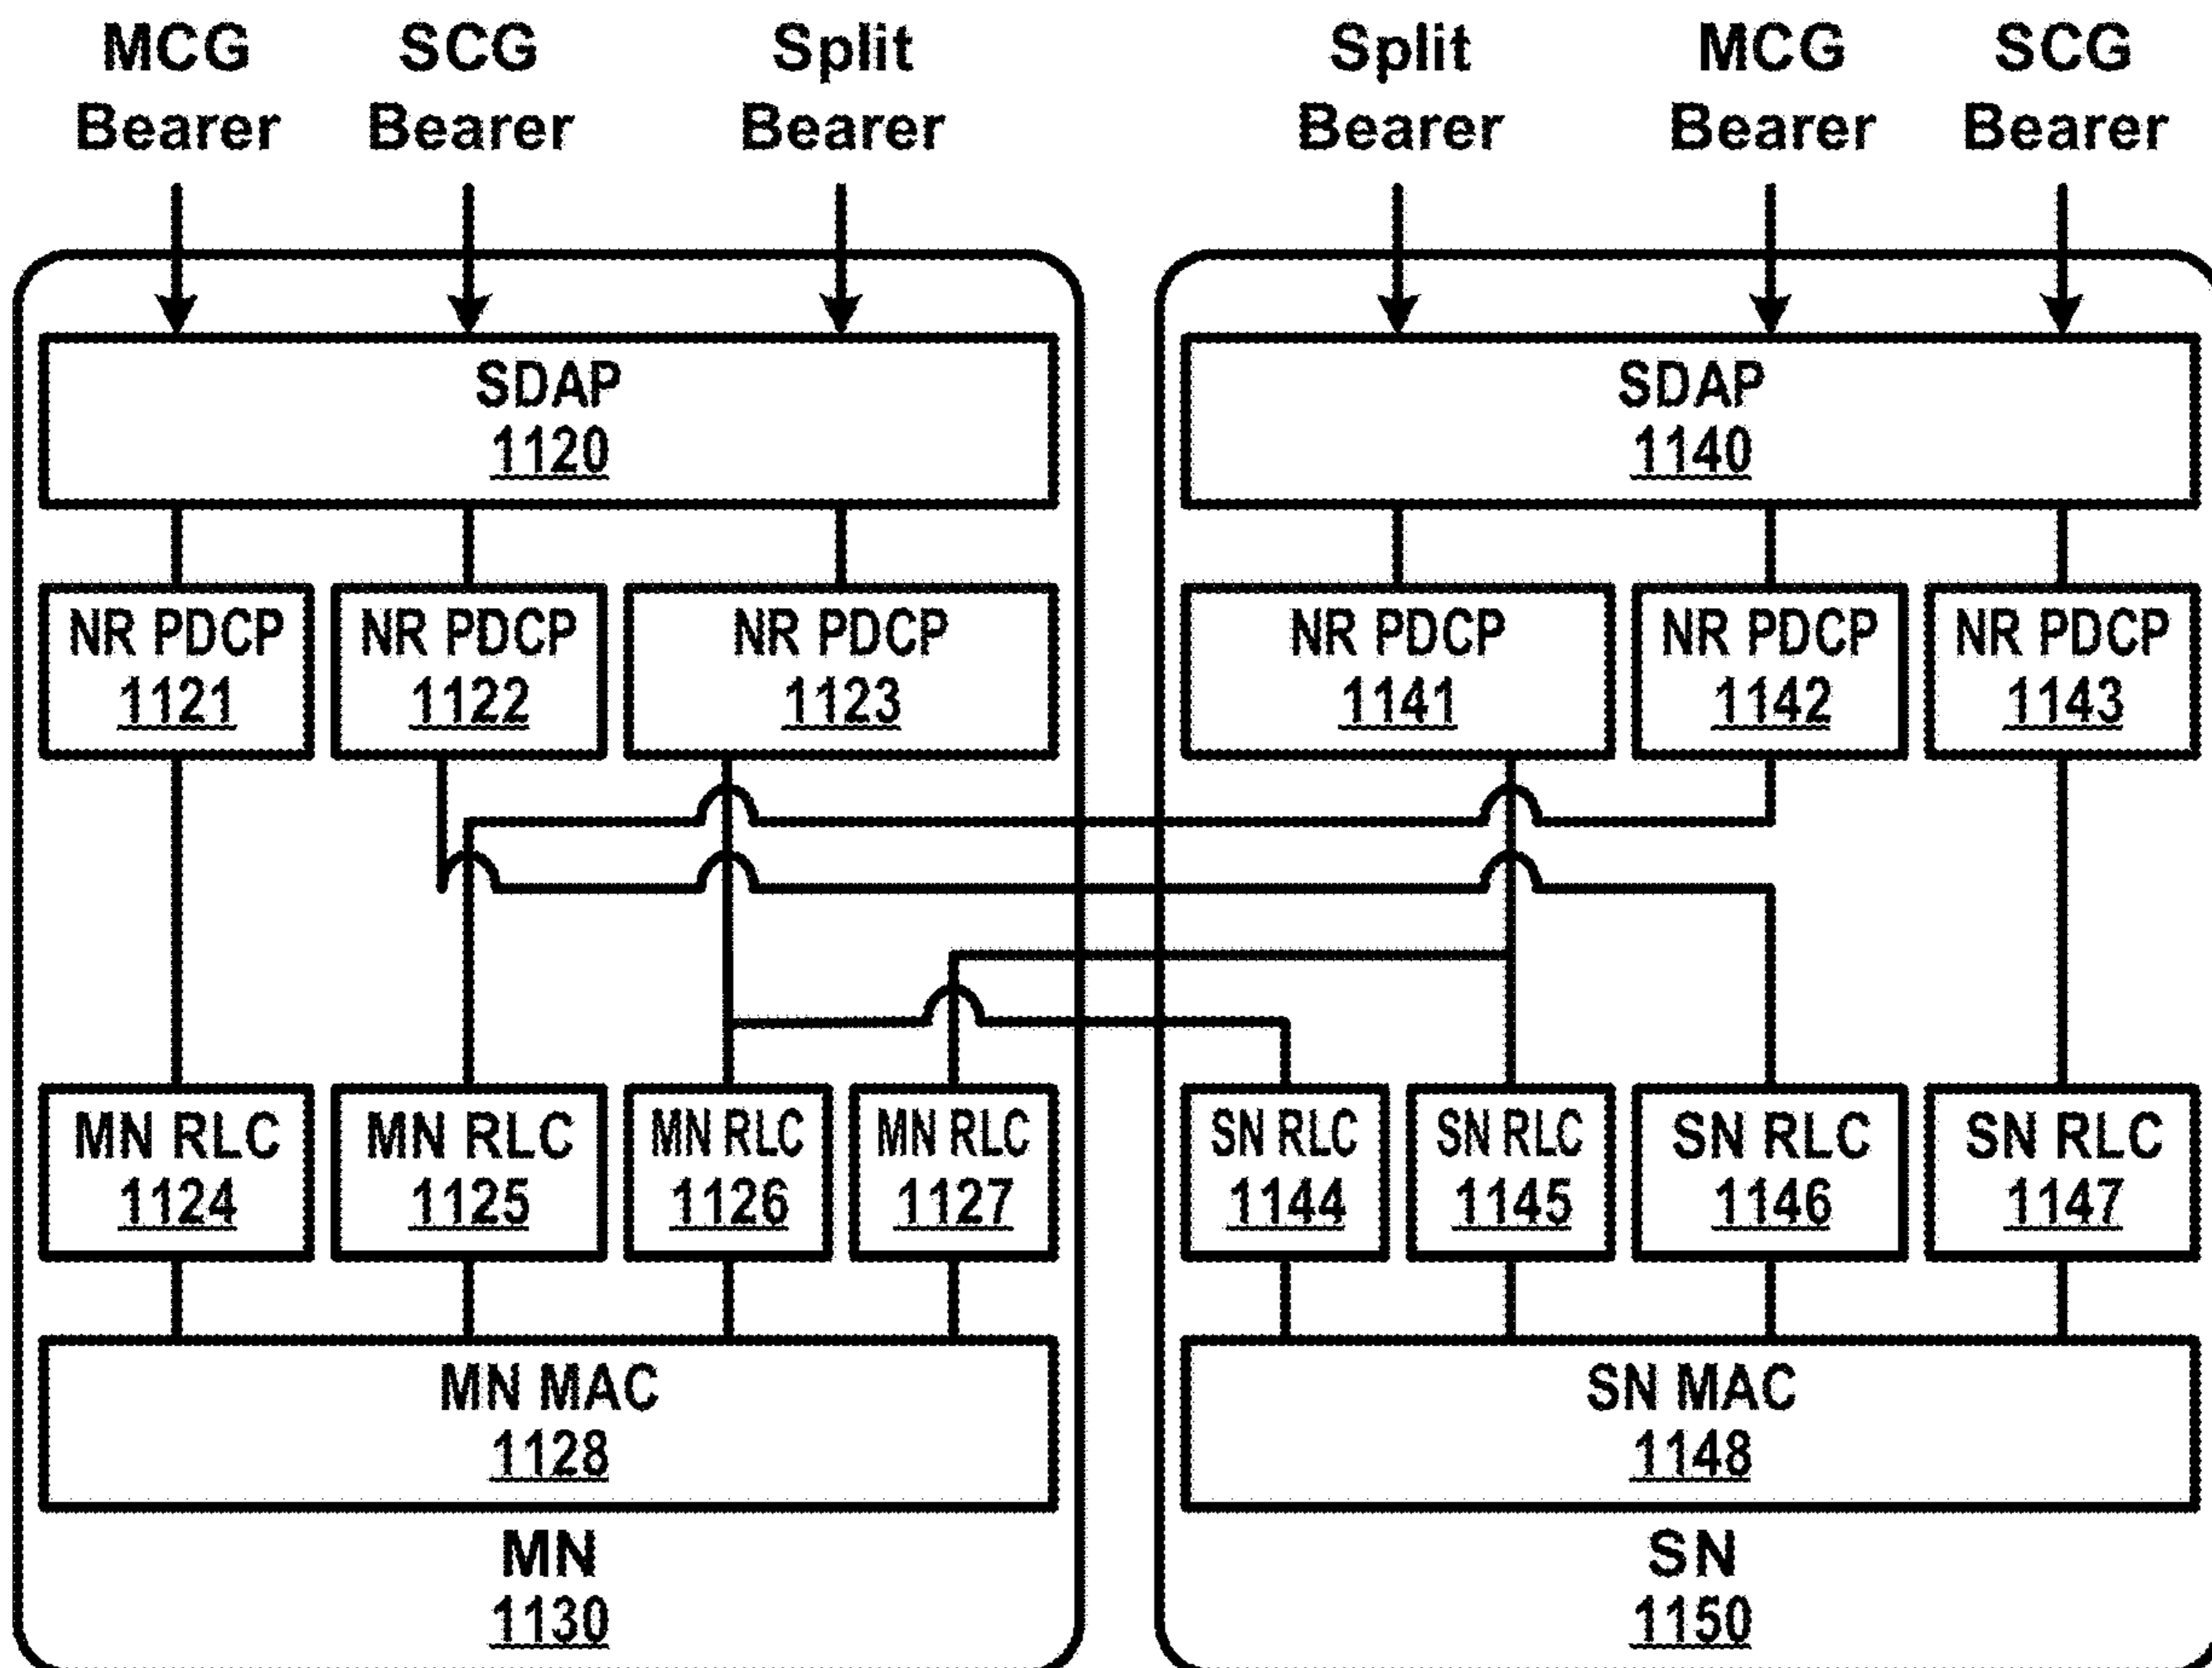 MCG Bearer
SCG Bearer
Split Bearer
Split Bearer
MCG Bearer
SCG Bearer
SDAP
1120
SDAP
1140
NR PDCP
1121
NR PDCP
1122
NR PDCP
1123
NR PDCP
1141
NR PDCP
1142
NR PDCP
1143
MN RLC
1124
MN RLC
1125
MN RLC
1126
MN RLC
1127
SN RLC
1144
SN RLC
1145
SN RLC
1146
SN RLC
1147
MN MAC
1128
SN MAC
1148
MN
1130
SN
1150